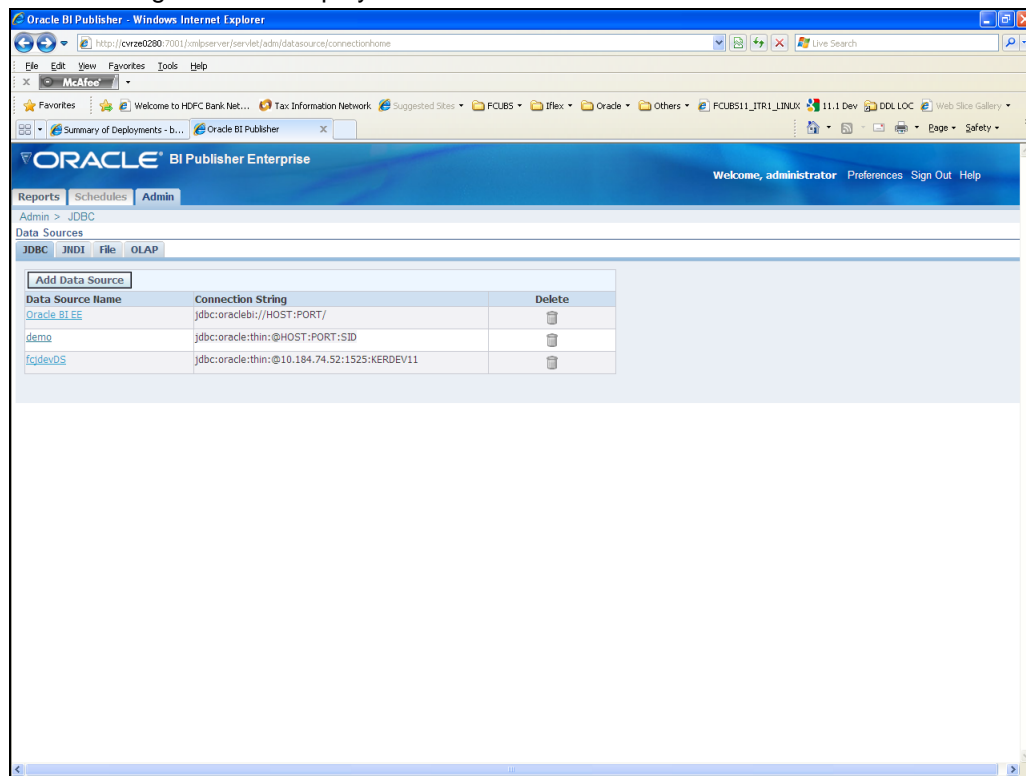 Oracle BI Publisher - Windows Internet Explorer
http://cvrze0280:7001/xmlpserver/servlet/adm/datasource/connectionhome Live Search
File Edit View Favorites Tools Help
x McAfee
Favorites Welcome to HDFC Bank Net... Tax Information Network Suggested Sites FCUBS Iflex Oracle Others FCUBS11_ITR1_LINUX 11.1 Dev DDL LOC Web Slice Gallery
Summary of Deployments - b... Oracle BI Publisher x Page Safety
ORACLE BI Publisher Enterprise
Welcome, administrator Preferences Sign Out Help
Reports Schedules Admin
Admin > JDBC
Data Sources
JDBC JNDI File OLAP
Add Data Source
Data Source Name Connection String Delete
Oracle BI EE jdbc:oraclebi://HOST:PORT/
demo jdbc:oracle:thin:@HOST:PORT:SID
fcjdevDS jdbc:oracle:thin:@10.184.74.52:1525:KERDEV11